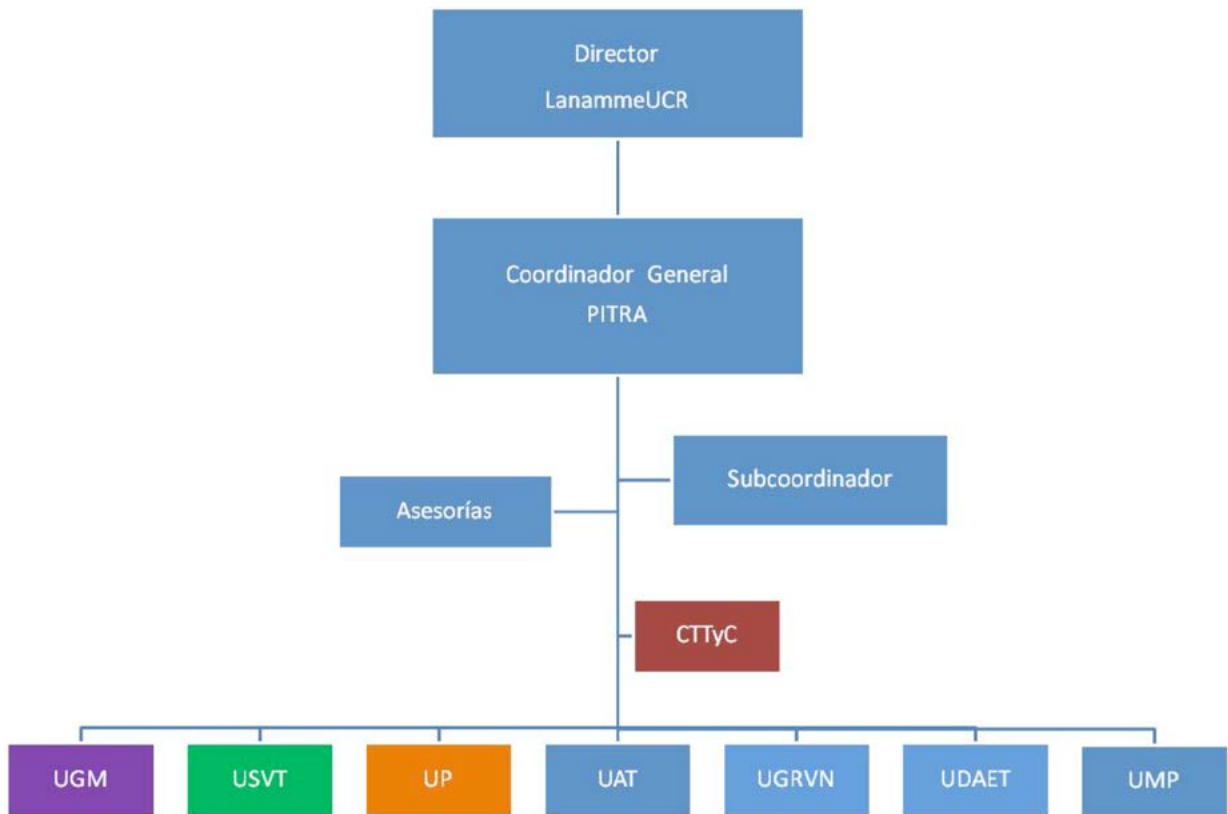 Director
LanammeUCR
Coordinador General
PITRA
Subcoordinador
Asesorías
CTTyC
UGM
USVT
UP
UAT
UGRVN
UDAET
UMP